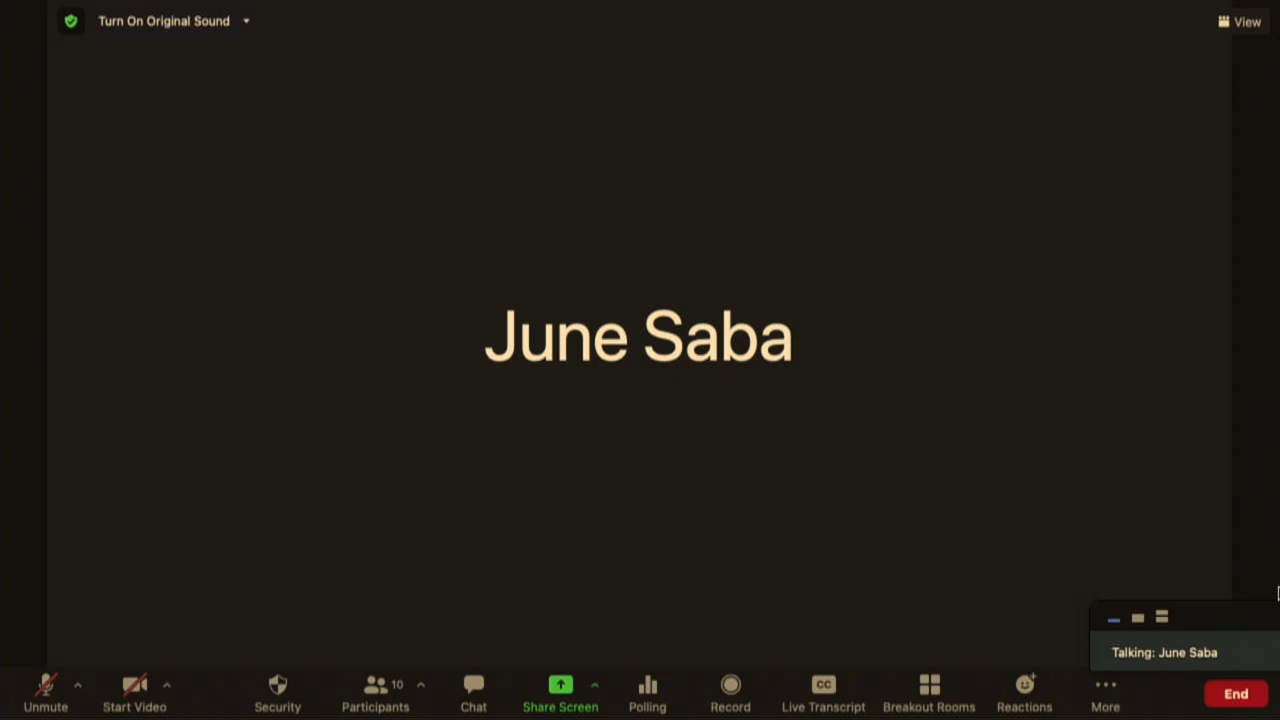 Turn On Original Sound
View
June Saba
Talking: June Saba
Unmute
Start Video
Security
10
Participants
Chat
Share Screen
Polling
Record
CC
Live Transcript
Breakout Rooms
Reactions
More
End